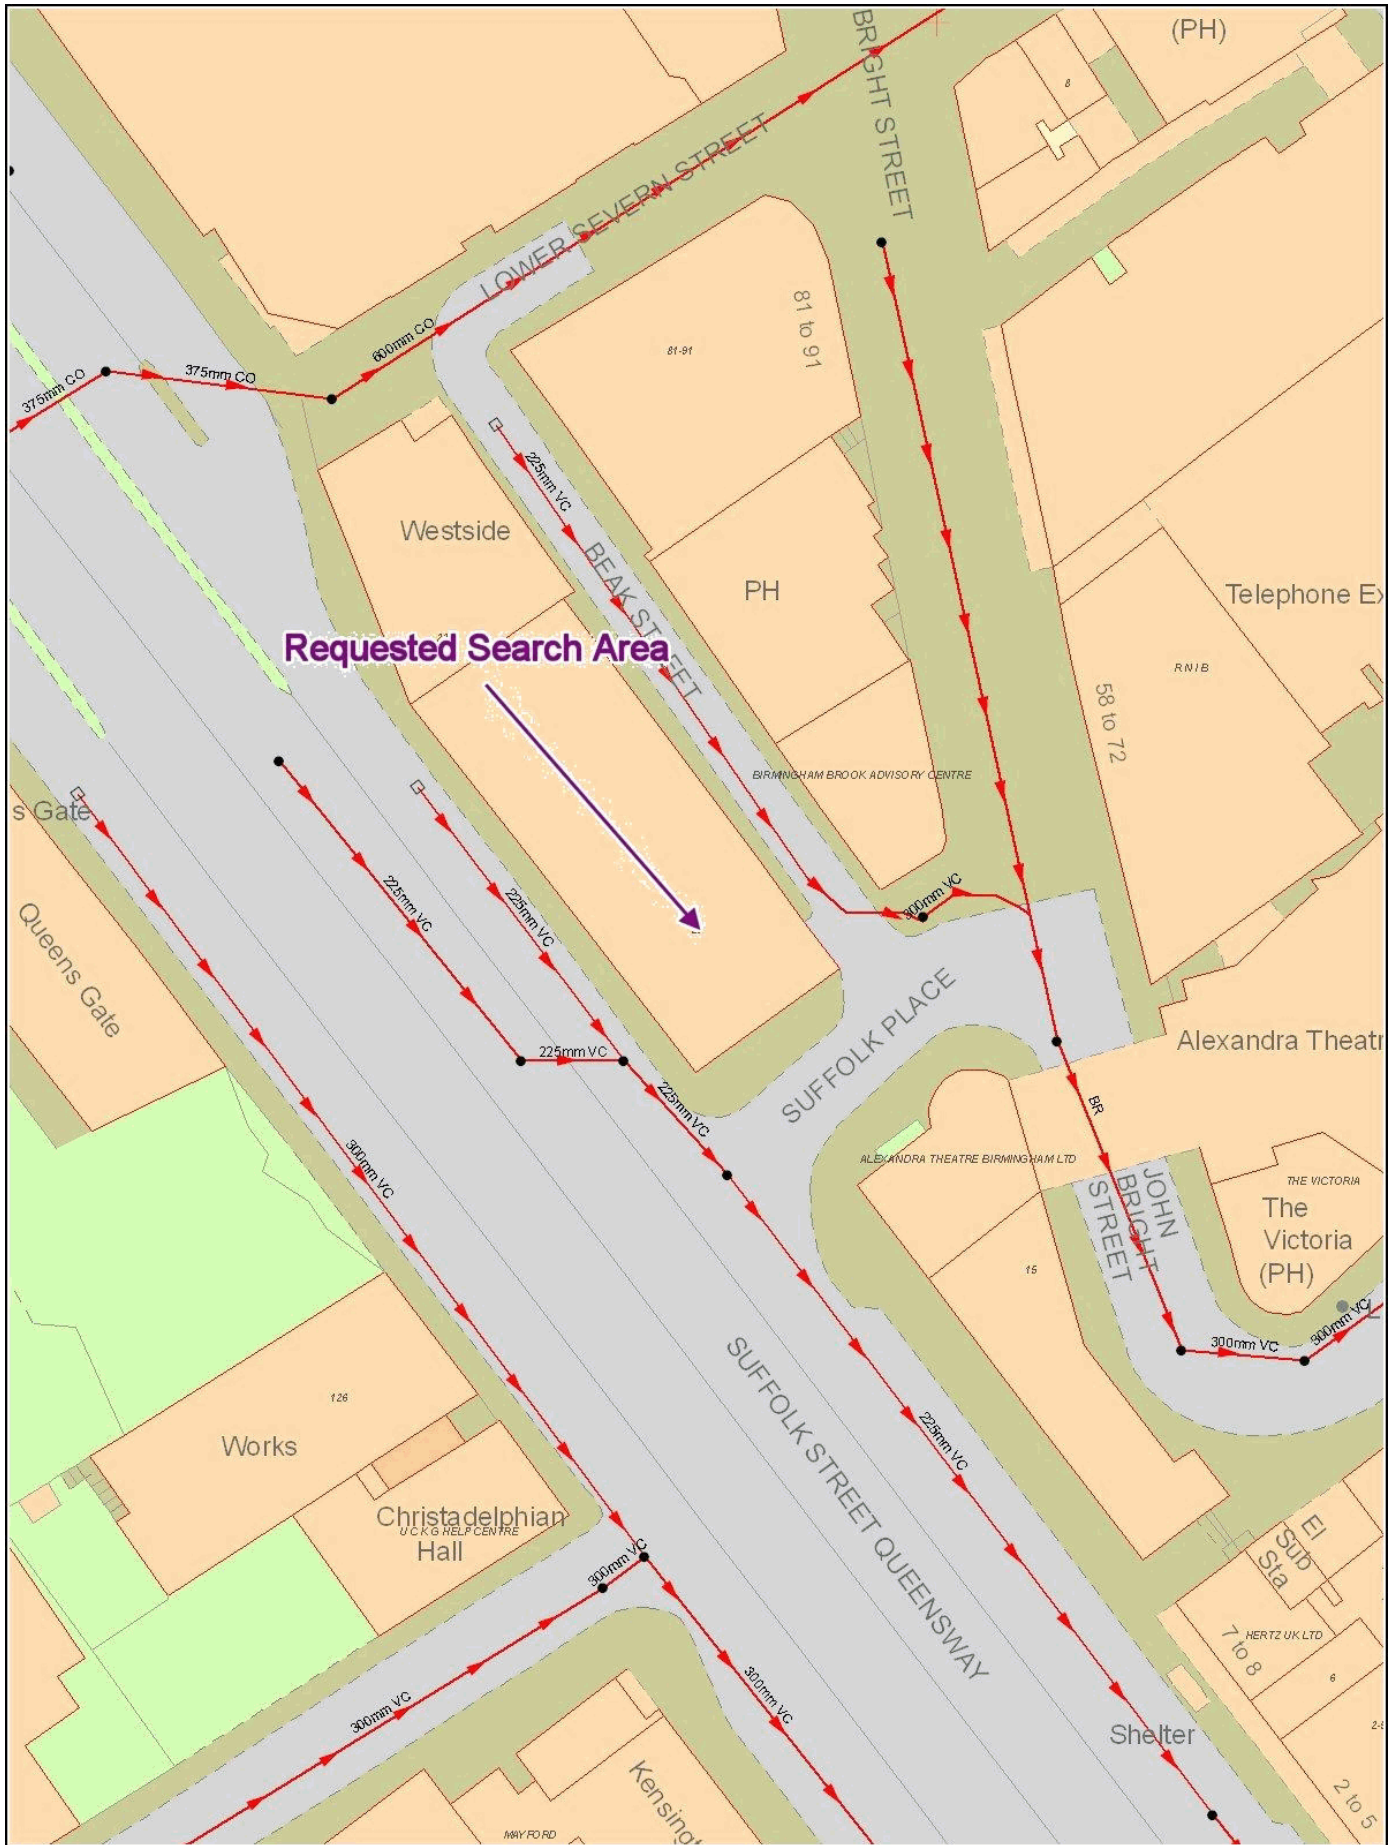 (PH)
BRIGHT STREET
8
LOWER SEVERN STREET
81 to 91
600mm CO
81-91
375mm CO
375mm CO
225mm VC
Westside
BEAK STREET
PH
Telephone Ex
Requested Search Area
RNIB
58 to 72
BIRMINGHAM BROOK ADVISORY CENTRE
s Gate
225mm VC
300mm VC
225mm VC
Queens Gate
SUFFOLK PLACE
Alexandra Theatr
225mm VC
225mm VC
BR
ALEXANDRA THEATRE BIRMINGHAM LTD
300mm VC
JOHN
BRIGHT
STREET
THE VICTORIA
The
Victoria
(PH)
15
300mm VC
300mm VC
SUFFOLK STREET QUEENSWAY
126
Works
225mm VC
Christadelphian
Hall
U C K G HELP CENTRE
El
Sub
Sta
300mm VC
7 to 8
HERTZ UK LTD
6
300mm VC
300mm VC
Shelter
Kensing
2 to 5
MAYFORD